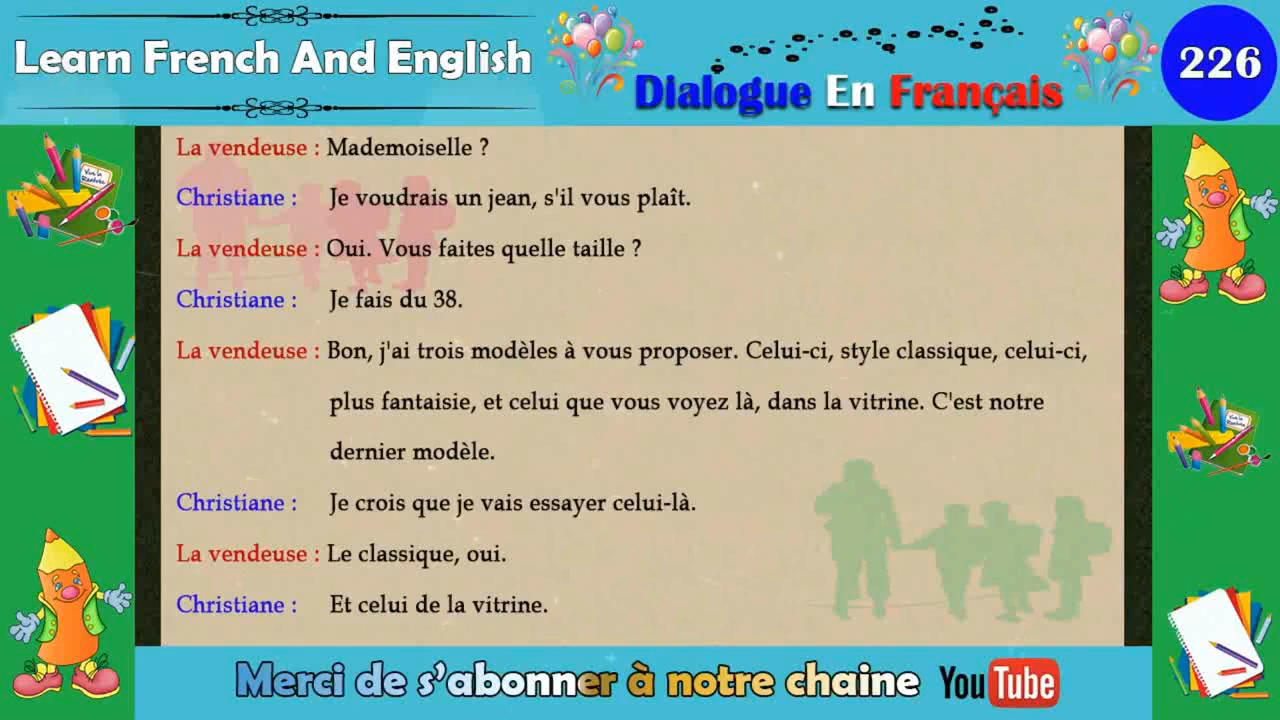 Learn French And English
Dialogue En Français
226
La vendeuse : Mademoiselle ?
Christiane : Je voudrais un jean, s'il vous plaît.
La vendeuse : Oui. Vous faites quelle taille ?
Christiane : Je fais du 38.
La vendeuse : Bon, j'ai trois modèles à vous proposer. Celui-ci, style classique, celui-ci,
plus fantaisie, et celui que vous voyez là, dans la vitrine. C'est notre
dernier modèle.
Christiane : Je crois que je vais essayer celui-là.
La vendeuse : Le classique, oui.
Christiane : Et celui de la vitrine.
Merci de s'abonner à notre chaine YouTube